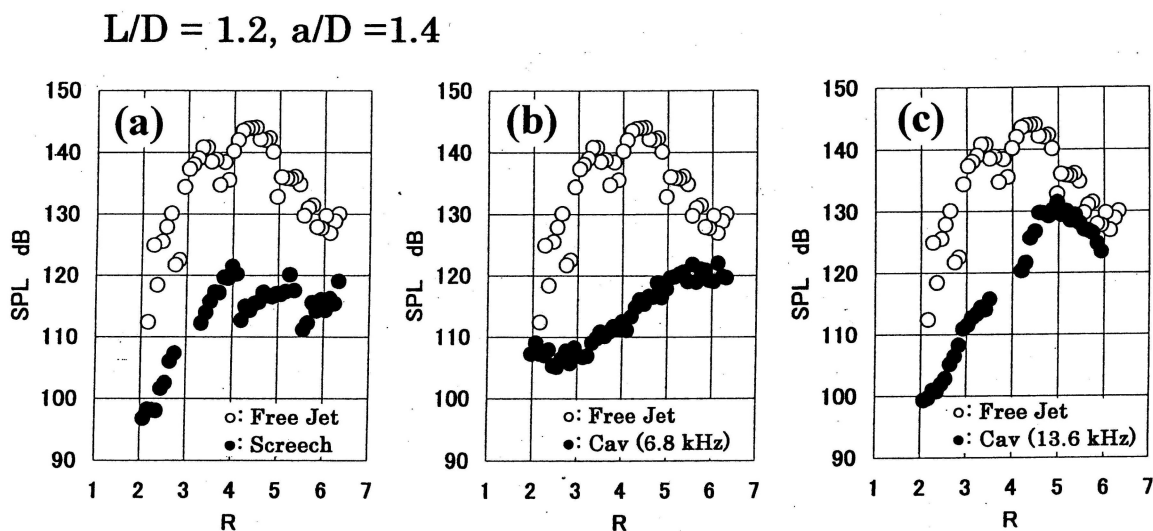 L/D = 1.2, a/D =1.4
(a)
SPL dB
150
140
130
120
110
100
90
○: Free Jet
●: Screech
1 2 3 4 5 6 7
R
(b)
SPL dB
150
140
130
120
110
100
90
○: Free Jet
●: Cav (6.8 kHz)
1 2 3 4 5 6 7
R
(c)
SPL dB
150
140
130
120
110
100
90
○: Free Jet
●: Cav (13.6 kHz)
1 2 3 4 5 6 7
R